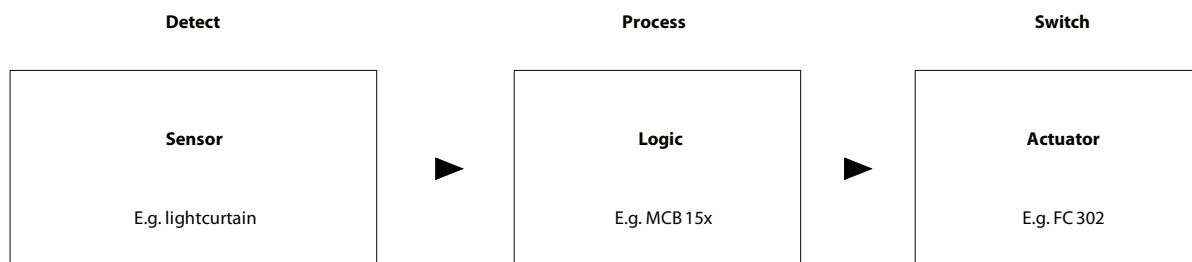 Detect
Process
Switch
Sensor
Logic
Actuator
E.g. lightcurtain
E.g. MCB 15x
E.g. FC 302